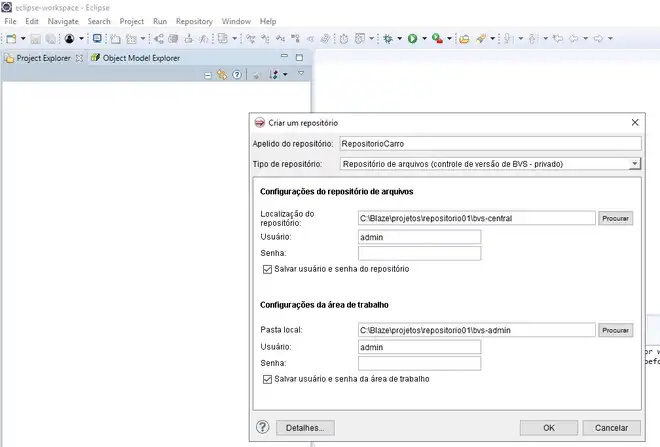 eclipse-workspace - Eclipse
File Edit Navigate Search Project Run Repository Window Help
Project Explorer Object Model Explorer
Criar um repositório
Apelido do repositório: RepositorioCarro
Tipo de repositório: Repositório de arquivos (controle de versão de BVS - privado)
Configurações do repositório de arquivos
Localização do repositório: C:\Blaze\projetos\repositorio01\bvs-central Procurar
Usuário: admin
Senha:
Salvar usuário e senha do repositório
Configurações da área de trabalho
Pasta local: C:\Blaze\projetos\repositorio01\bvs-admin Procurar
Usuário: admin
Senha:
Salvar usuário e senha da área de trabalho
Detalhes... OK Cancelar